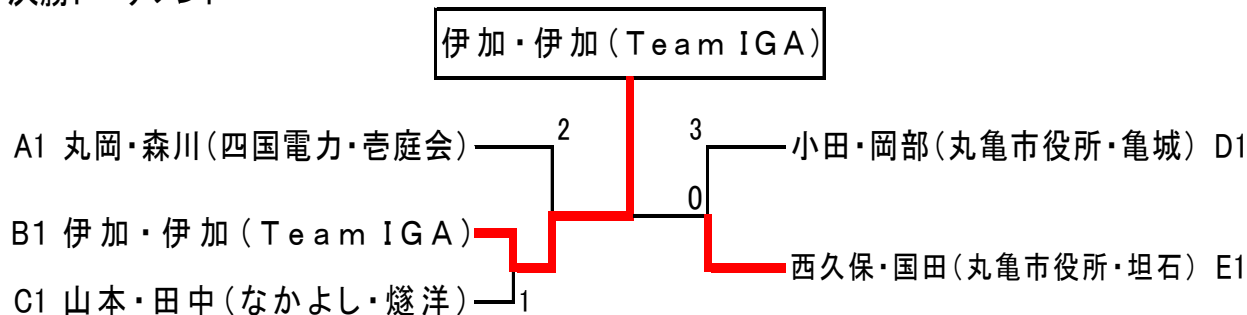 伊加・伊加(Team IGA)
A1 丸岡・森川(四国電力・壱庭会)
2
3
小田・岡部(丸亀市役所・亀城) D1
0
B1 伊加・伊加(Team IGA)
西久保・国田(丸亀市役所・坦石) E1
C1 山本・田中(なかよし・燧洋)
1